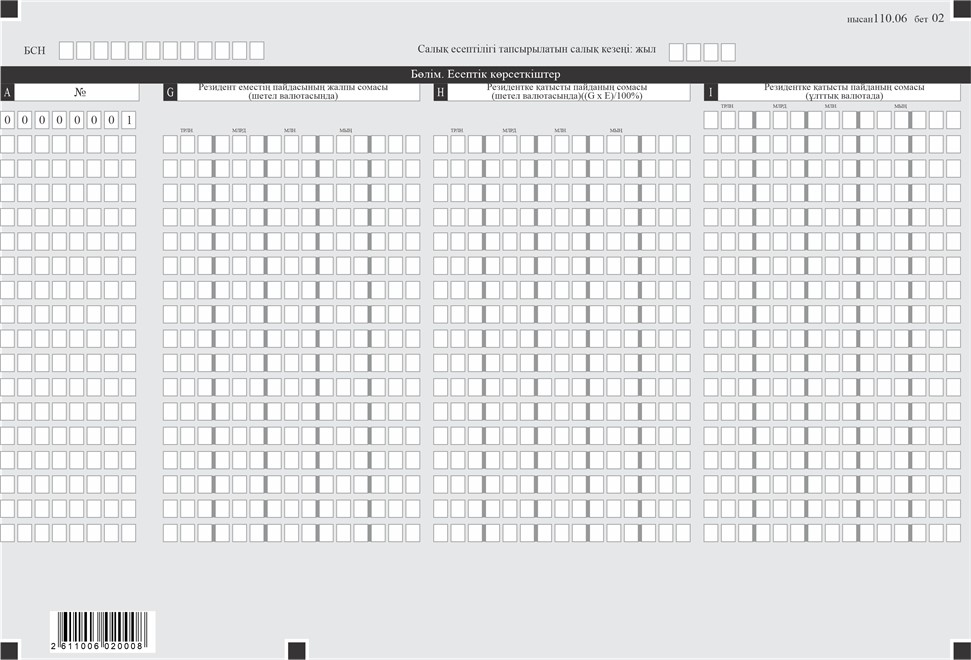 нысан110.06 бет 02
БСН Салық есептілігі тапсырылатын салық кезеңі: жыл
Бөлім. Есептік көрсеткіштер
A № G Резидент еместің пайдасының жалпы сомасы H Резидентке қатысты пайданың сомасы I Резидентке қатысты пайданың сомасы
(шетел валютасында) (шетел валютасында)((G x E)/100%) (ұлттық валютада)
трлн млрд млн мың
0 0 0 0 0 0 0 1
трлн млрд млн мың трлн млрд млн мың
2 611006 020008